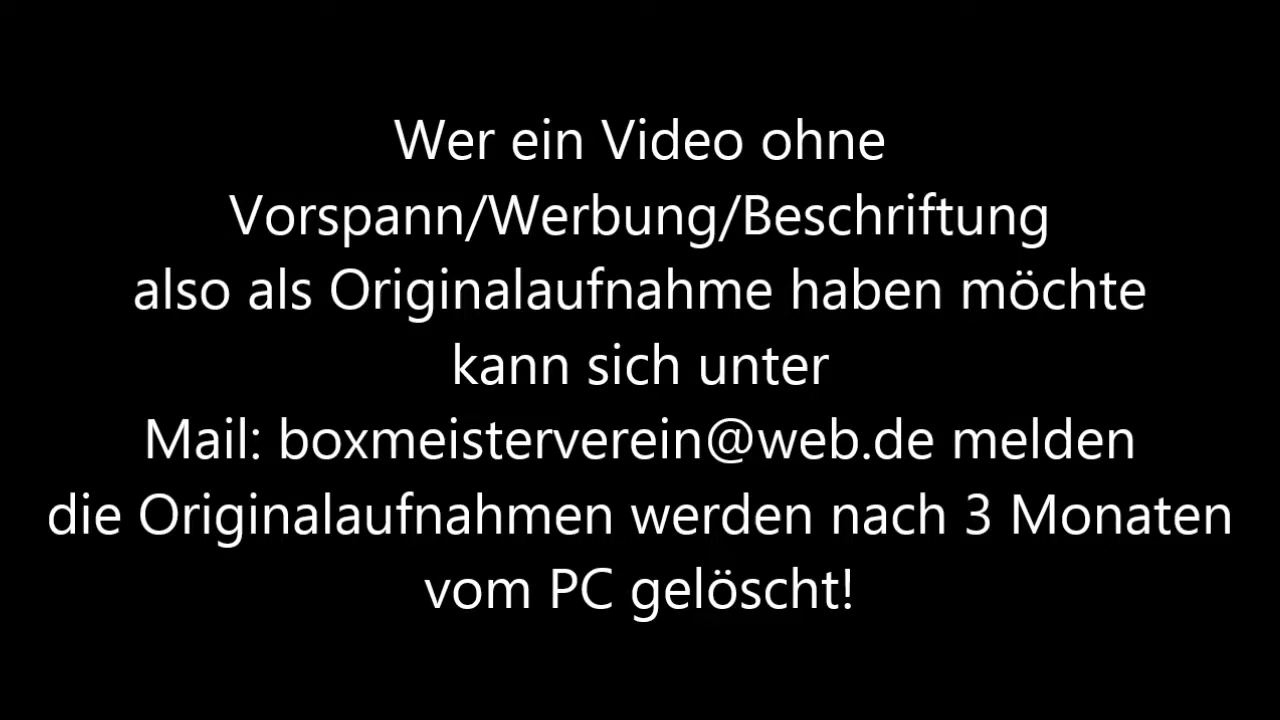 Wer ein Video ohne
Vorspann/Werbung/Beschriftung
also als Originalaufnahme haben möchte
kann sich unter
Mail: boxmeisterverein@web.de melden
die Originalaufnahmen werden nach 3 Monaten
vom PC gelöscht!